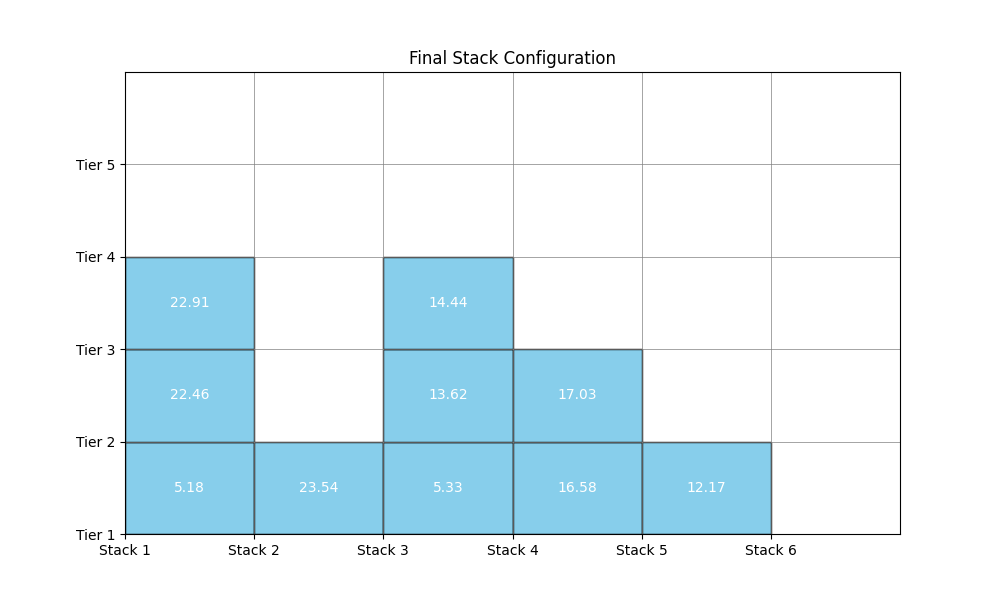 Final Stack Configuration
Tier 5
Tier 4
22.91 14.44
Tier 3
22.46 13.62 17.03
Tier 2
5.18 23.54 5.33 16.58 12.17
Tier 1
Stack 1 Stack 2 Stack 3 Stack 4 Stack 5 Stack 6